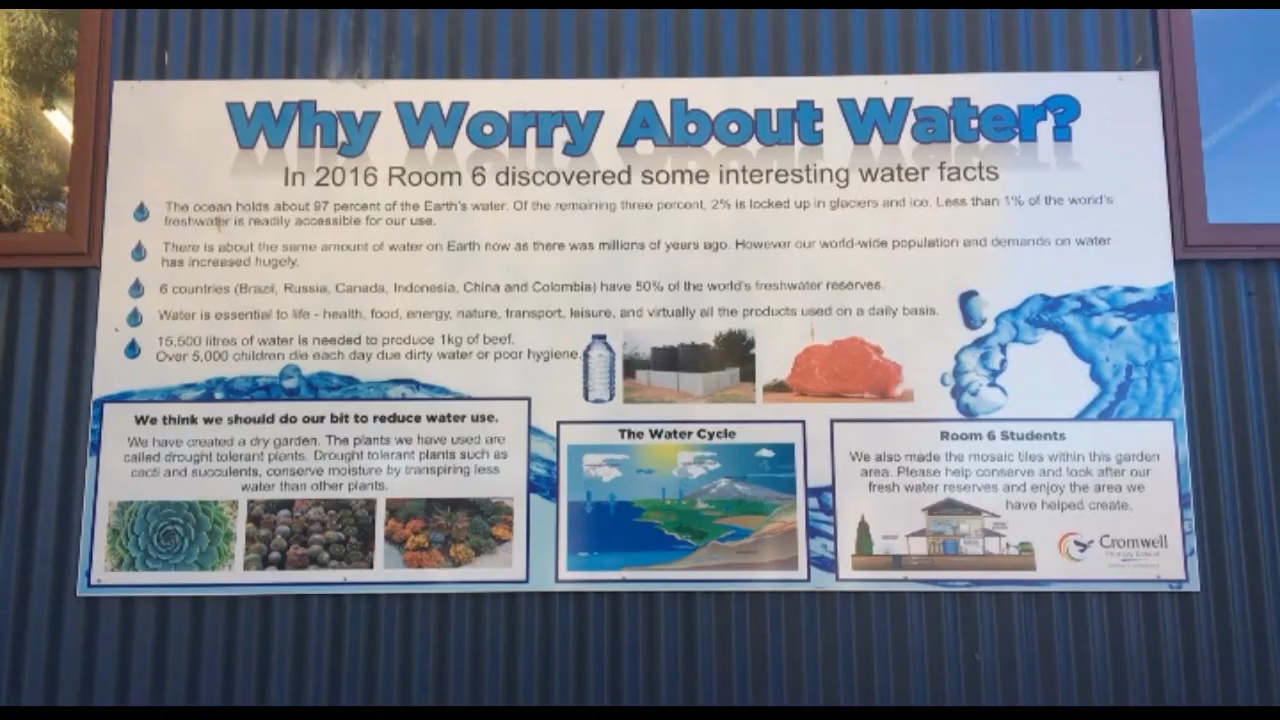 Why Worry About Water?
In 2016 Room 6 discovered some interesting water facts
The ocean holds about 97 percent of the Earth's water. Of the remaining three percent, 2% is locked up in glaciers and ice. Less than 1% of the world's
freshwater is readily accessible for our use.
There is about the same amount of water on Earth now as there was millions of years ago. However our world-wide population and demands on water
has increased hugely.
6 countries (Brazil, Russia, Canada, Indonesia, China and Colombia) have 50% of the world's freshwater reserves.
Water is essential to life - health, food, energy, nature, transport, leisure, and virtually all the products used on a daily basis.
15,500 litres of water is needed to produce 1kg of beef.
Over 5,000 children die each day due dirty water or poor hygiene.
We think we should do our bit to reduce water use.
We have created a dry garden. The plants we have used are
called drought tolerant plants. Drought tolerant plants such as
cacti and succulents, conserve moisture by transpiring less
water than other plants.
The Water Cycle
Room 6 Students
We also made the mosaic tiles within this garden
area. Please help conserve and look after our
fresh water reserves and enjoy the area we
have helped create.
Cromwell
Primary School